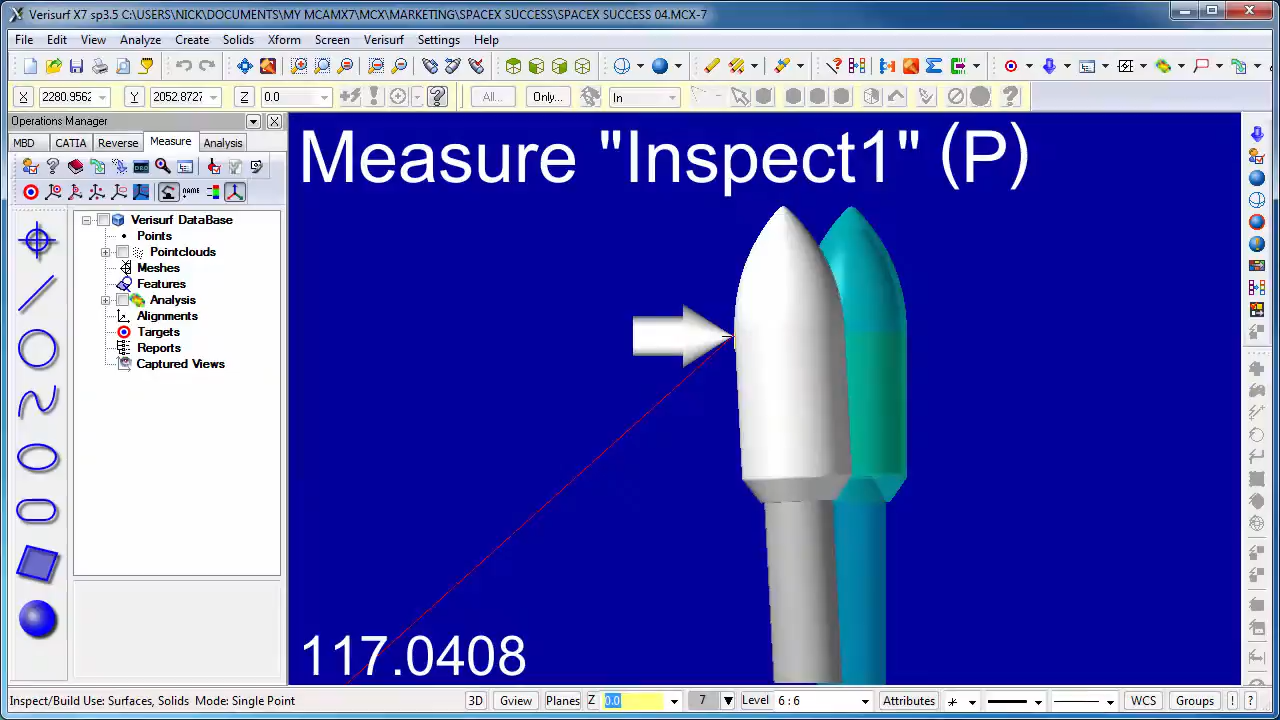 Verisurf X7 sp3.5 C:\USERS\NICK\DOCUMENTS\MY MCAMX7\MCX\MARKETING\SPACEX SUCCESS\SPACEX SUCCESS 04.MCX-7
File Edit View Analyze Create Solids Xform Screen Verisurf Settings Help
X 2280.9562 Y 2052.8727 Z 0.0 All... Only... In
Operations Manager
MBD CATIA Reverse Measure Analysis
NAME
Verisurf DataBase
Points
Pointclouds
Meshes
Features
Analysis
Alignments
Targets
Reports
Captured Views
Measure "Inspect1" (P)
117.0408
Inspect/Build Use: Surfaces, Solids Mode: Single Point 3D Gview Planes Z 0.0 7 Level 6 : 6 Attributes WCS Groups ! ?